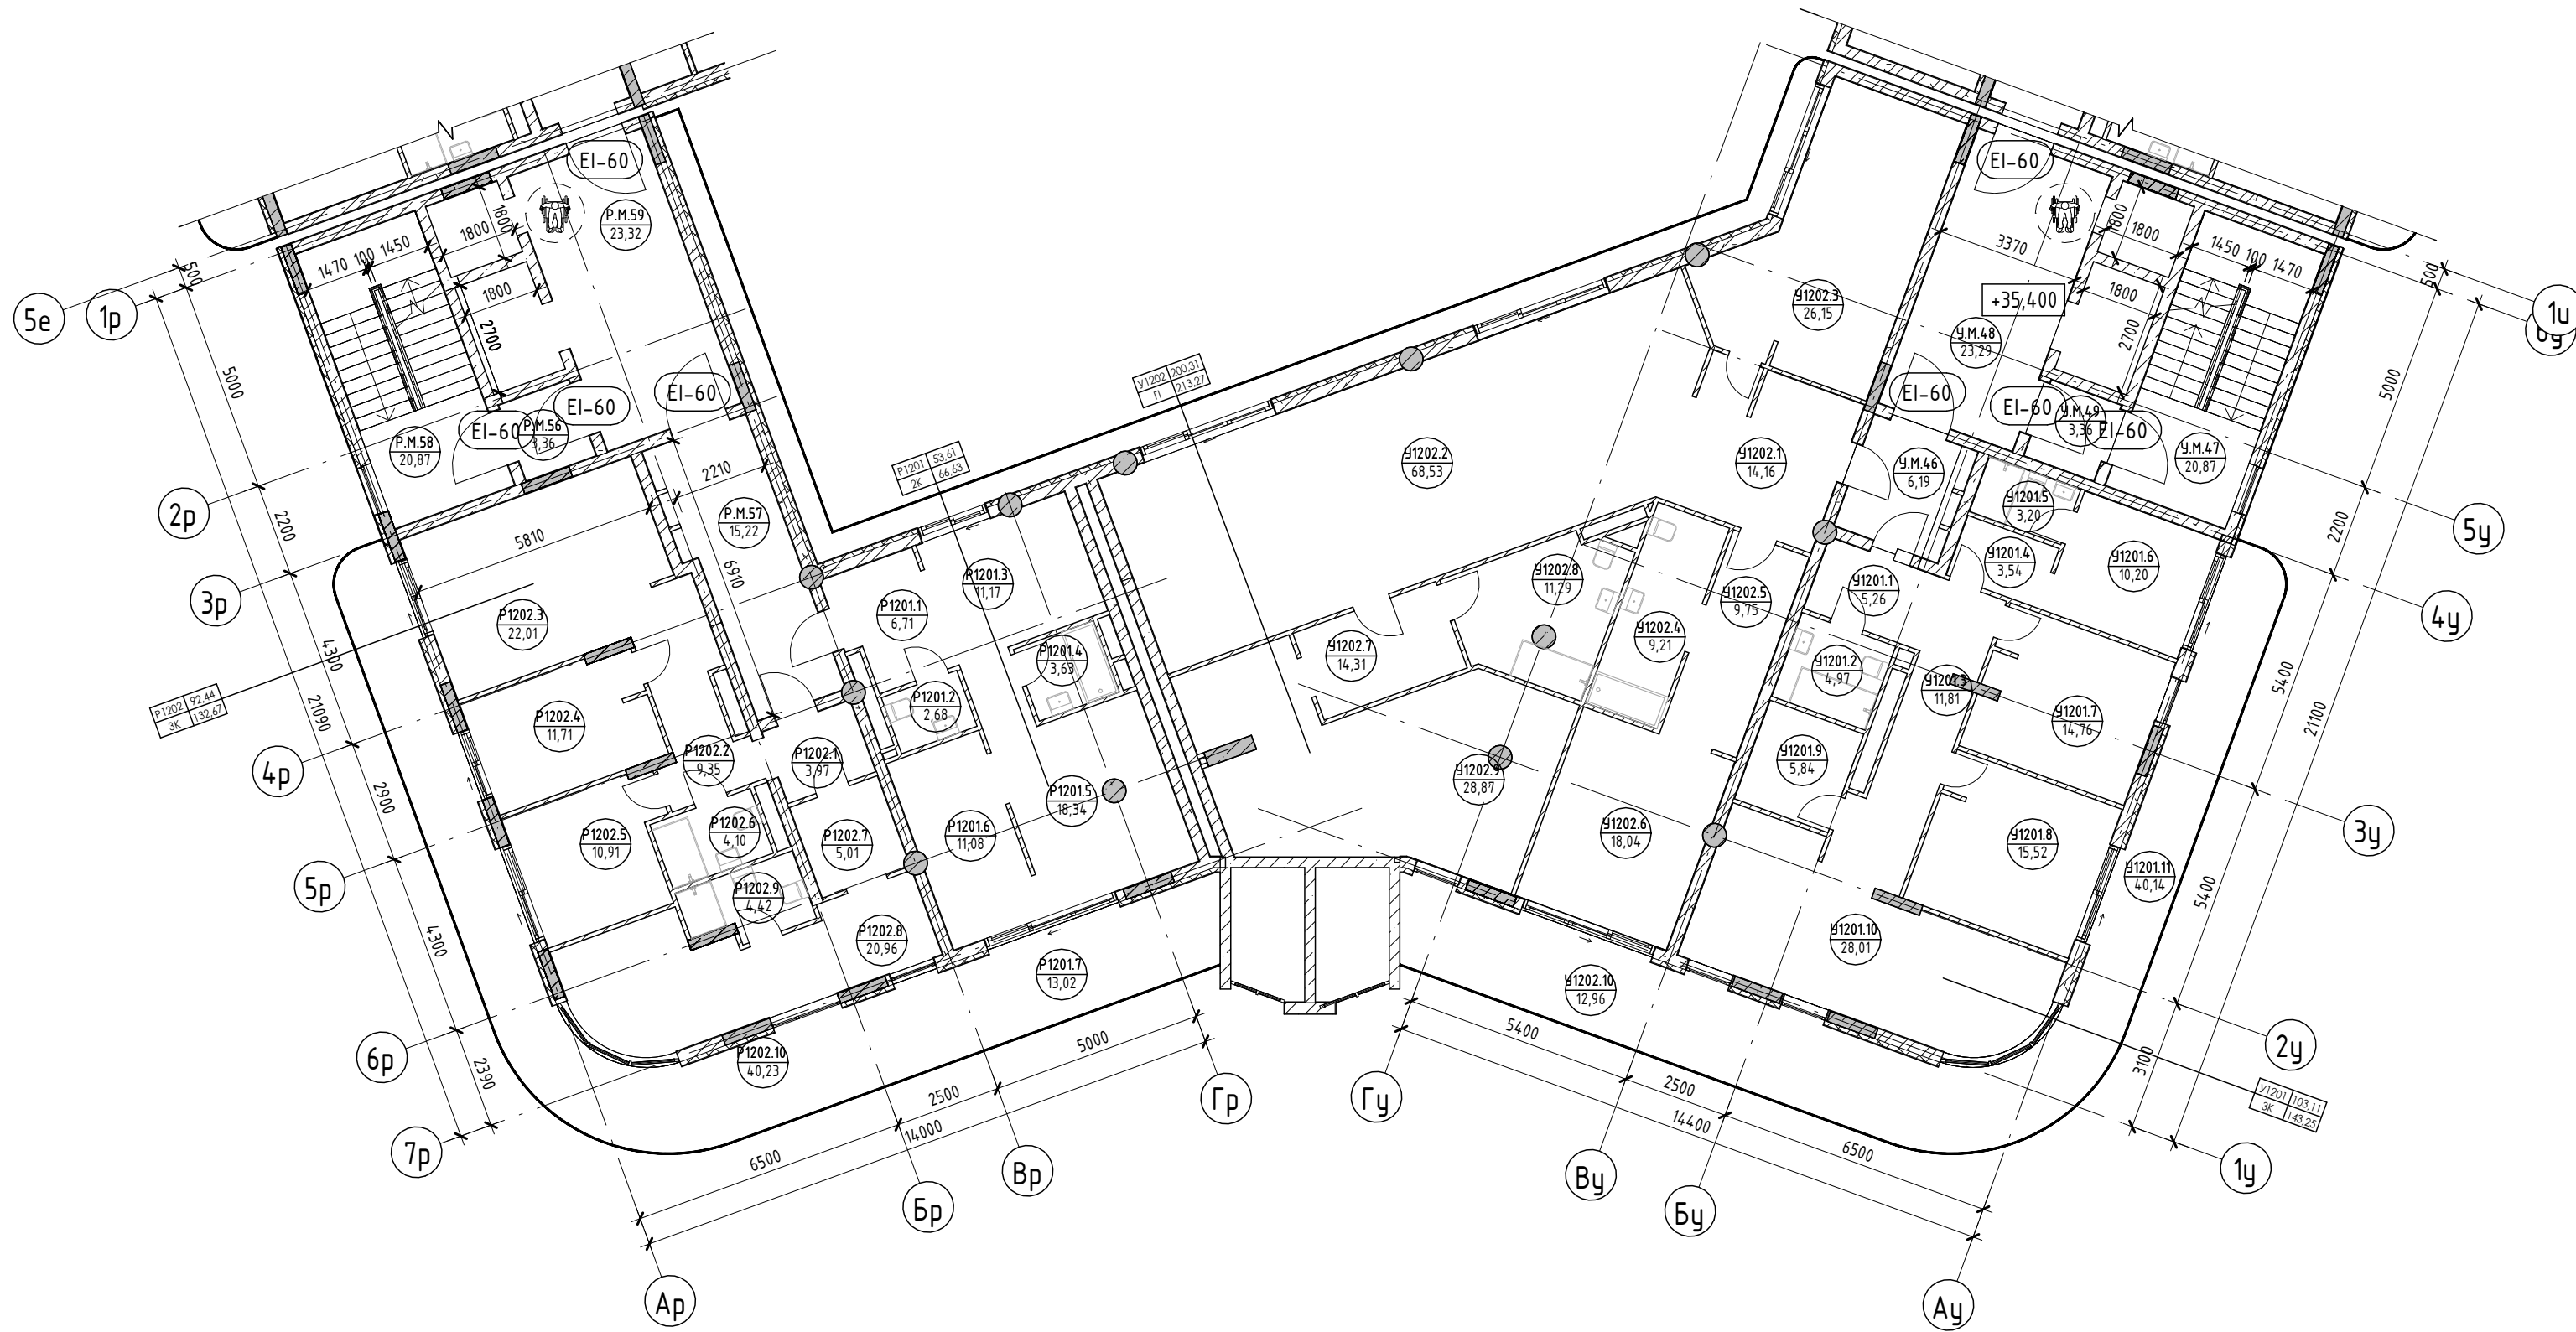 EI-60
Р.М.59
23,32
1800
1800
1470
100
1450
1800
2700
500
5е
1р
5000
EI-60
EI-60
EI-60
Р.М.56
3,36
Р.М.58
20,87
2210
Р.М.57
15,22
2р
2200
5810
6910
3р
4300
21090
Р1202.3
22,01
Р1202
92,44
3К
132,67
Р1202.4
11,71
4р
2900
Р1202.2
9,35
Р1202.1
3,97
Р1202.5
10,91
Р1202.6
4,10
Р1202.7
5,01
5р
Р1202.9
4,42
4300
Р1202.8
20,96
6р
2390
Р1202.10
40,23
7р
Р1201
53,61
2К
66,63
Р1201.3
11,17
Р1201.1
6,71
Р1201.4
3,63
Р1201.2
2,68
Р1201.5
18,34
Р1201.6
11,08
Р1201.7
13,02
5000
2500
14000
6500
Гр
Вр
Бр
Ар
У1202
200,31
П
213,27
У1202.3
26,15
У1202.2
68,53
У1202.1
14,16
У1202.8
11,29
У1202.5
9,75
У1202.4
9,21
У1202.7
14,31
У1202.9
28,87
У1202.6
18,04
У1202.10
12,96
EI-60
1800
1800
3370
1450
100
1470
+35,400
1800
2700
У.М.48
23,29
500
1и
6у
5000
EI-60
EI-60
У.М.49
3,36
EI-60
У.М.46
6,19
У.М.47
20,87
У1201.5
3,20
5у
2200
У1201.4
3,54
У1201.6
10,20
У1201.1
5,26
4у
У1201.2
4,97
У1201.3
11,81
5400
21100
У1201.7
14,76
У1201.9
5,84
3у
У1201.8
15,52
У1201.11
40,14
5400
У1201.10
28,01
2у
3100
У1201
103,11
3К
143,25
1у
5400
2500
14400
6500
Гу
Ву
Бу
Ау